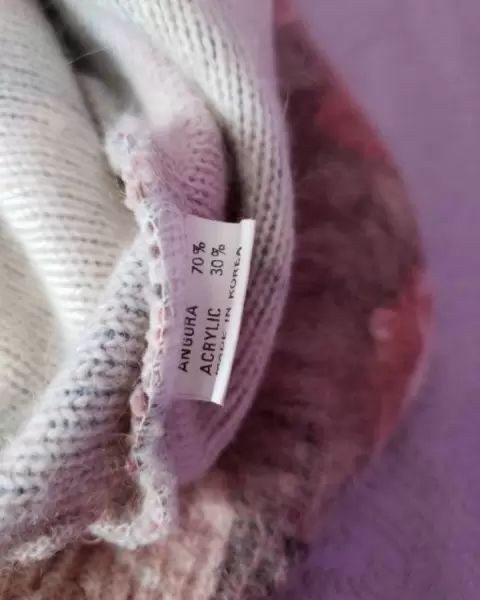 ANGORA 70%
ACRYLIC 30%
MADE IN KOREA